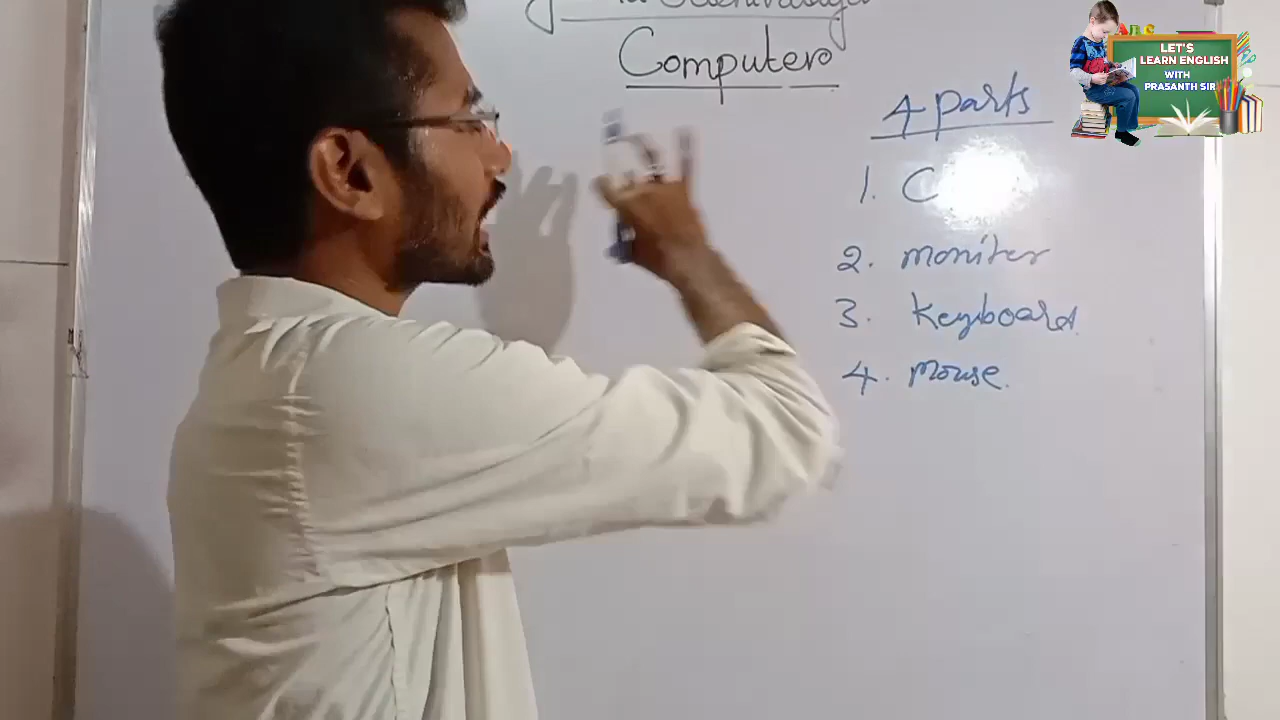 Computer
4 parts
1. C
2. moniter
3. Keyboard.
4. mouse.
LET'S
LEARN ENGLISH
WITH
PRASANTH SIR